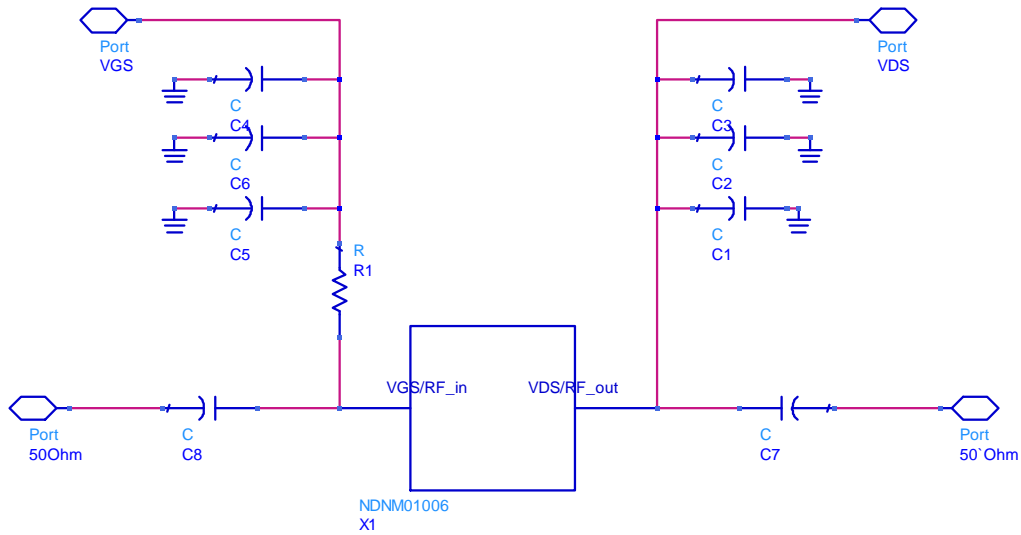 Port
VGS
Port
VDS
C
C4
C
C3
C
C6
C
C2
C
C5
C
C1
R
R1
VGS/RF_in
VDS/RF_out
Port
50Ohm
C
C8
C
C7
Port
50`Ohm
NDNM01006
X1